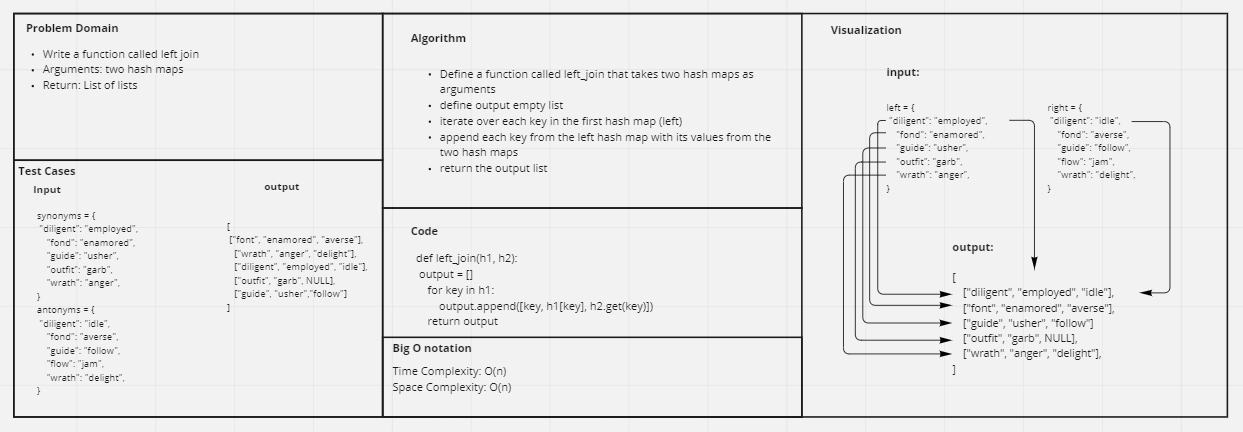 Problem Domain
• Write a function called left join
• Arguments: two hash maps
• Return: List of lists
Test Cases
Input
synonyms = {
"diligent": "employed",
"fond": "enamored",
"guide": "usher",
"outfit": "garb",
"wrath": "anger",
}
antonyms = {
"diligent": "idle",
"fond": "averse",
"guide": "follow",
"flow": "jam",
"wrath": "delight",
}
output
[
["font", "enamored", "averse"],
["wrath", "anger", "delight"],
["diligent", "employed", "idle"],
["outfit", "garb", NULL],
["guide", "usher","follow"]
]
Algorithm
• Define a function called left_join that takes two hash maps as
arguments
• define output empty list
• iterate over each key in the first hash map (left)
• append each key from the left hash map with its values from the
two hash maps
• return the output list
Code
def left_join(h1, h2):
output = []
for key in h1:
output.append([key, h1[key], h2.get(key)])
return output
Big O notation
Time Complexity: O(n)
Space Complexity: O(n)
Visualization
input:
left = {
"diligent": "employed",
"fond": "enamored",
"guide": "usher",
"outfit": "garb",
"wrath": "anger",
}
right = {
"diligent": "idle",
"fond": "averse",
"guide": "follow",
"flow": "jam",
"wrath": "delight",
}
output:
[
["diligent", "employed", "idle"],
["font", "enamored", "averse"],
["guide", "usher", "follow"]
["outfit", "garb", NULL],
["wrath", "anger", "delight"],
]